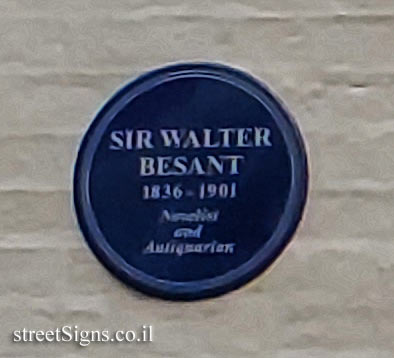 SIR WALTER
BESANT
1836 - 1901
Novelist
and
Antiquarian
streetSigns.co.il